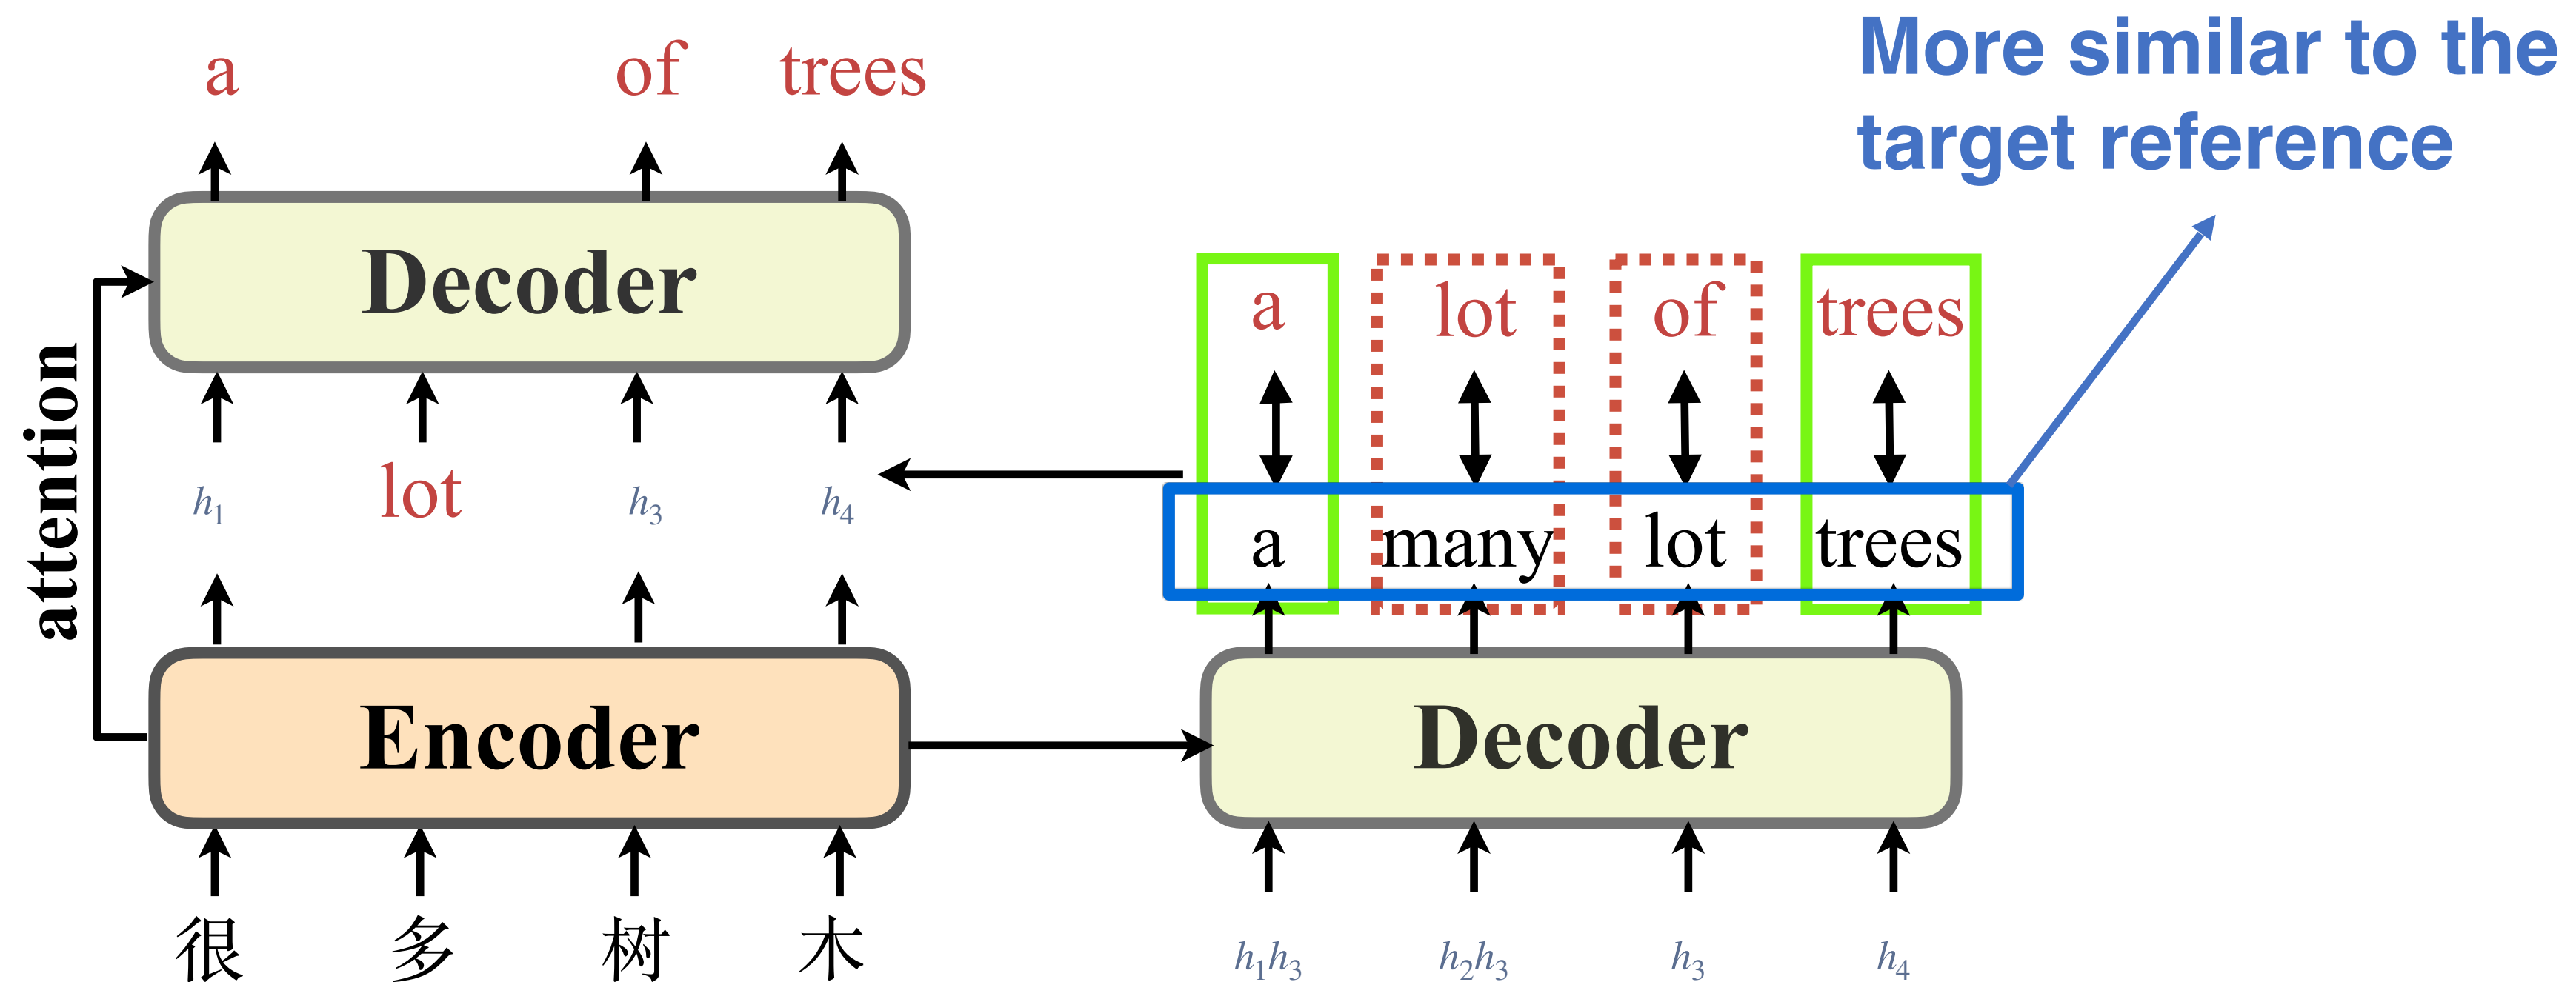 More similar to the
target reference
a of trees
Decoder
a lot of trees
attention
h₁ lot h₃ h₄
a many lot trees
Encoder
Decoder
很 多 树 木
h₁h₃ h₂h₃ h₃ h₄